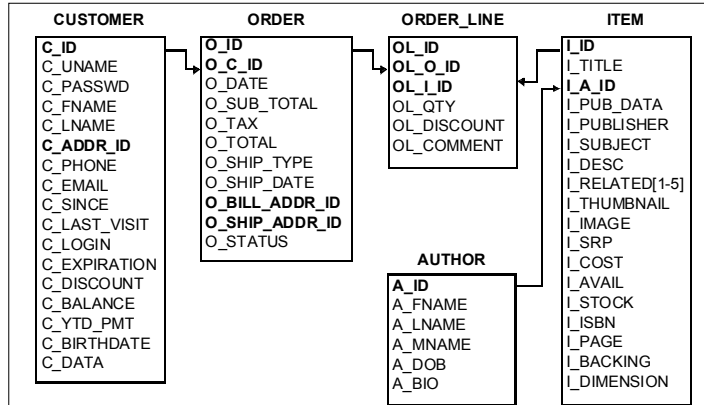 CUSTOMER
C_ID
C_UNAME
C_PASSWD
C_FNAME
C_LNAME
C_ADDR_ID
C_PHONE
C_EMAIL
C_SINCE
C_LAST_VISIT
C_LOGIN
C_EXPIRATION
C_DISCOUNT
C_BALANCE
C_YTD_PMT
C_BIRTHDATE
C_DATA
ORDER
O_ID
O_C_ID
O_DATE
O_SUB_TOTAL
O_TAX
O_TOTAL
O_SHIP_TYPE
O_SHIP_DATE
O_BILL_ADDR_ID
O_SHIP_ADDR_ID
O_STATUS
ORDER_LINE
OL_ID
OL_O_ID
OL_I_ID
OL_QTY
OL_DISCOUNT
OL_COMMENT
AUTHOR
A_ID
A_FNAME
A_LNAME
A_MNAME
A_DOB
A_BIO
ITEM
I_ID
I_TITLE
I_A_ID
I_PUB_DATA
I_PUBLISHER
I_SUBJECT
I_DESC
I_RELATED[1-5]
I_THUMBNAIL
I_IMAGE
I_SRP
I_COST
I_AVAIL
I_STOCK
I_ISBN
I_PAGE
I_BACKING
I_DIMENSION